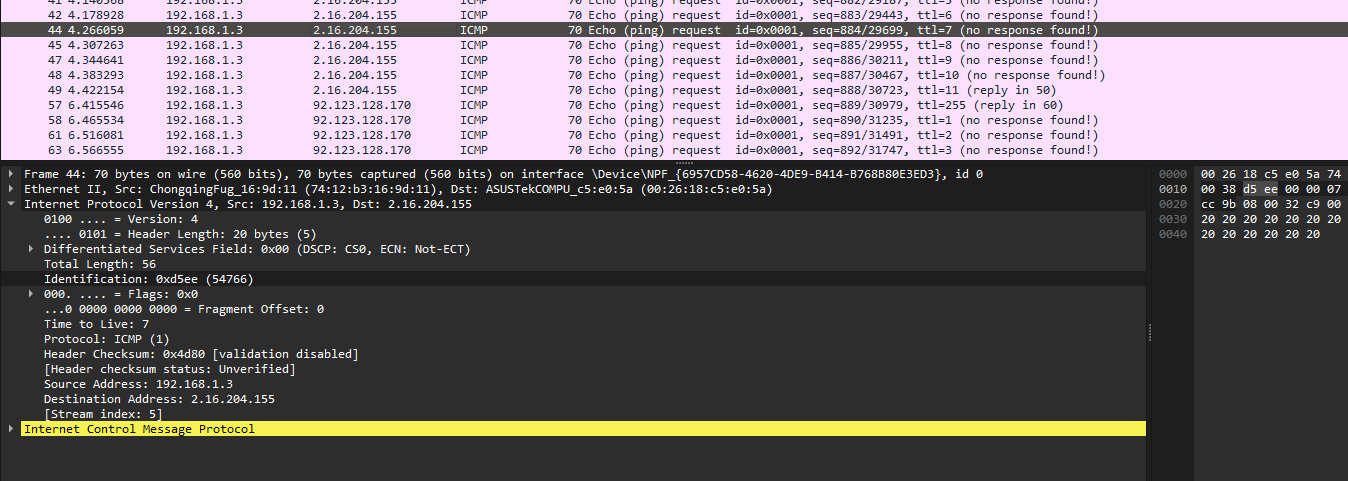 41 4.140568 192.168.1.3 2.16.204.155 ICMP 70 Echo (ping) request id=0x0001, seq=882/29187, ttl=5 (no response found!)
42 4.178928 192.168.1.3 2.16.204.155 ICMP 70 Echo (ping) request id=0x0001, seq=883/29443, ttl=6 (no response found!)
44 4.266059 192.168.1.3 2.16.204.155 ICMP 70 Echo (ping) request id=0x0001, seq=884/29699, ttl=7 (no response found!)
45 4.307263 192.168.1.3 2.16.204.155 ICMP 70 Echo (ping) request id=0x0001, seq=885/29955, ttl=8 (no response found!)
47 4.344641 192.168.1.3 2.16.204.155 ICMP 70 Echo (ping) request id=0x0001, seq=886/30211, ttl=9 (no response found!)
48 4.383293 192.168.1.3 2.16.204.155 ICMP 70 Echo (ping) request id=0x0001, seq=887/30467, ttl=10 (no response found!)
49 4.422154 192.168.1.3 2.16.204.155 ICMP 70 Echo (ping) request id=0x0001, seq=888/30723, ttl=11 (reply in 50)
57 6.415546 192.168.1.3 92.123.128.170 ICMP 70 Echo (ping) request id=0x0001, seq=889/30979, ttl=255 (reply in 60)
58 6.465534 192.168.1.3 92.123.128.170 ICMP 70 Echo (ping) request id=0x0001, seq=890/31235, ttl=1 (no response found!)
61 6.516081 192.168.1.3 92.123.128.170 ICMP 70 Echo (ping) request id=0x0001, seq=891/31491, ttl=2 (no response found!)
63 6.566555 192.168.1.3 92.123.128.170 ICMP 70 Echo (ping) request id=0x0001, seq=892/31747, ttl=3 (no response found!)
Frame 44: 70 bytes on wire (560 bits), 70 bytes captured (560 bits) on interface \Device\NPF_{6957CD58-4620-4DE9-B414-B768B80E3ED3}, id 0
Ethernet II, Src: ChongqingFug_16:9d:11 (74:12:b3:16:9d:11), Dst: ASUSTekCOMPU_c5:e0:5a (00:26:18:c5:e0:5a)
Internet Protocol Version 4, Src: 192.168.1.3, Dst: 2.16.204.155
0100 .... = Version: 4
.... 0101 = Header Length: 20 bytes (5)
Differentiated Services Field: 0x00 (DSCP: CS0, ECN: Not-ECT)
Total Length: 56
Identification: 0xd5ee (54766)
000. .... = Flags: 0x0
...0 0000 0000 0000 = Fragment Offset: 0
Time to Live: 7
Protocol: ICMP (1)
Header Checksum: 0x4d80 [validation disabled]
[Header checksum status: Unverified]
Source Address: 192.168.1.3
Destination Address: 2.16.204.155
[Stream index: 5]
Internet Control Message Protocol
0000 00 26 18 c5 e0 5a 74
0010 00 38 d5 ee 00 00 07
0020 cc 9b 08 00 32 c9 00
0030 20 20 20 20 20 20 20
0040 20 20 20 20 20 20